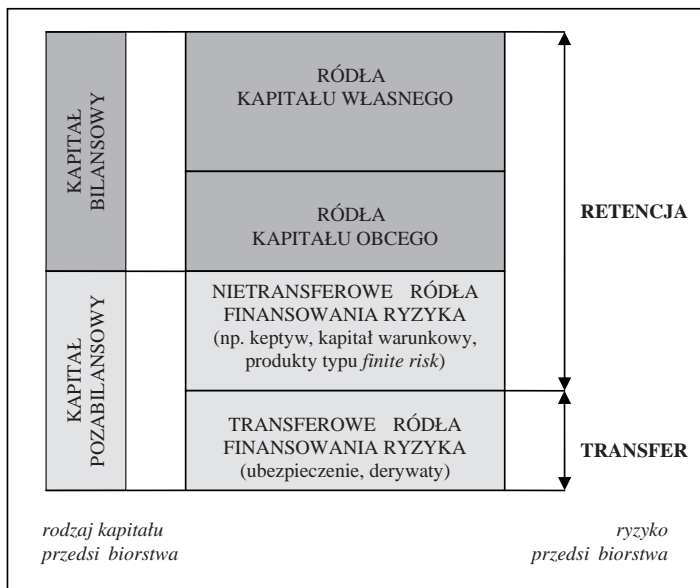 KAPITAŁ
BILANSOWY
RÓDŁA
KAPITAŁU WŁASNEGO
RÓDŁA
KAPITAŁU OBCEGO
RETENCJA
KAPITAŁ
POZABILANSOWY
NIETRANSFEROWE RÓDŁA
FINANSOWANIA RYZYKA
(np. keptyw, kapitał warunkowy,
produkty typu finite risk)
TRANSFEROWE RÓDŁA
FINANSOWANIA RYZYKA
(ubezpieczenie, derywaty)
TRANSFER
rodzaj kapitału
przedsi biorstwa
ryzyko
przedsi biorstwa